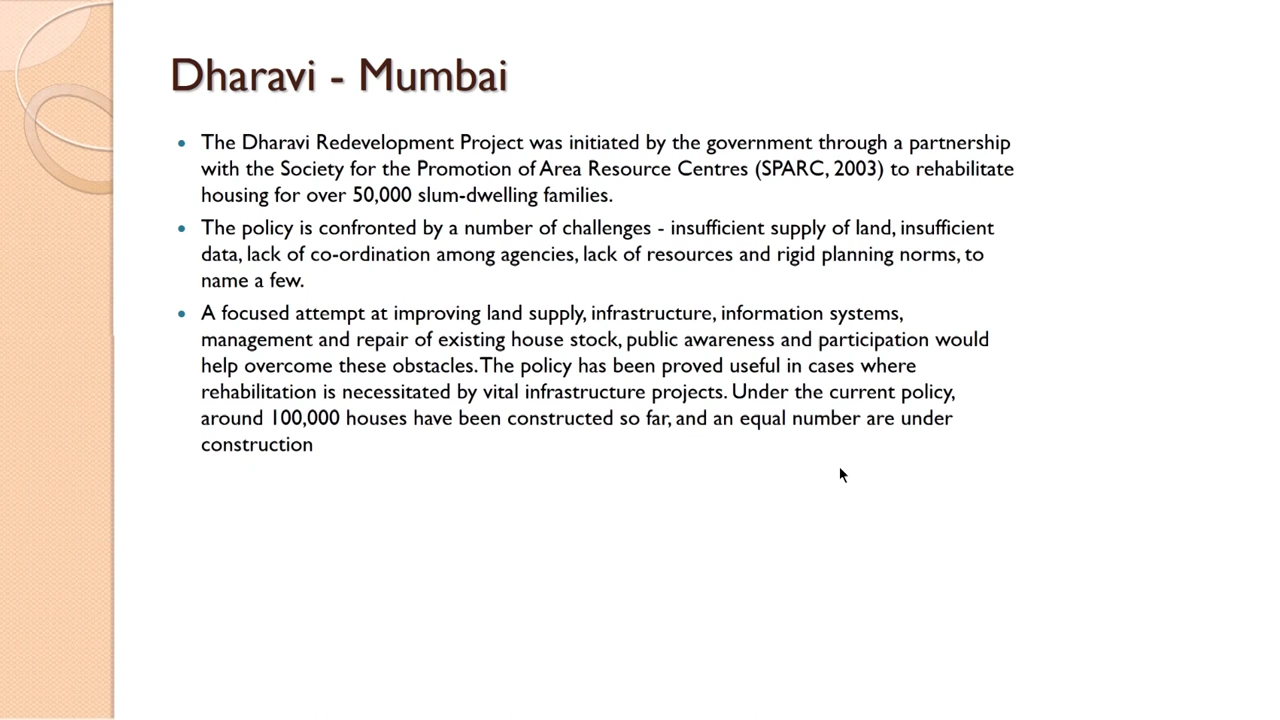 Dharavi - Mumbai
• The Dharavi Redevelopment Project was initiated by the government through a partnership
with the Society for the Promotion of Area Resource Centres (SPARC, 2003) to rehabilitate
housing for over 50,000 slum-dwelling families.
• The policy is confronted by a number of challenges - insufficient supply of land, insufficient
data, lack of co-ordination among agencies, lack of resources and rigid planning norms, to
name a few.
• A focused attempt at improving land supply, infrastructure, information systems,
management and repair of existing house stock, public awareness and participation would
help overcome these obstacles. The policy has been proved useful in cases where
rehabilitation is necessitated by vital infrastructure projects. Under the current policy,
around 100,000 houses have been constructed so far, and an equal number are under
construction